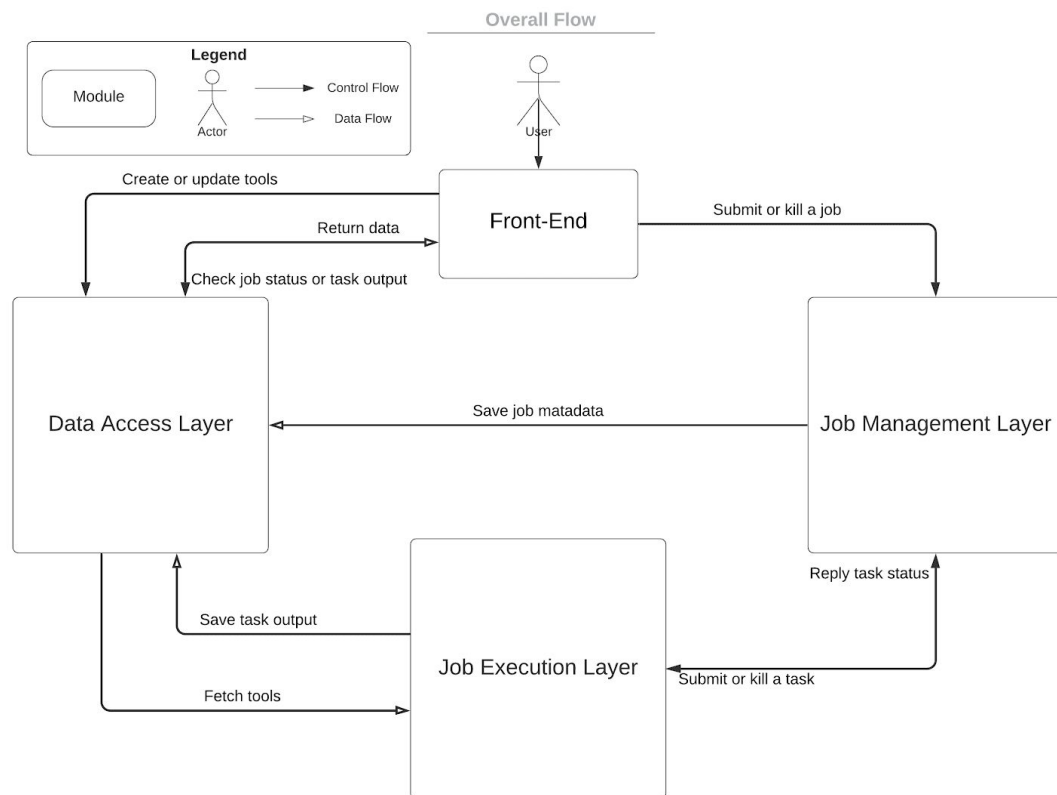 Overall Flow
Legend
Module
Actor
Control Flow
Data Flow
User
Create or update tools
Return data
Check job status or task output
Front-End
Submit or kill a job
Data Access Layer
Save job matadata
Job Management Layer
Reply task status
Save task output
Job Execution Layer
Submit or kill a task
Fetch tools